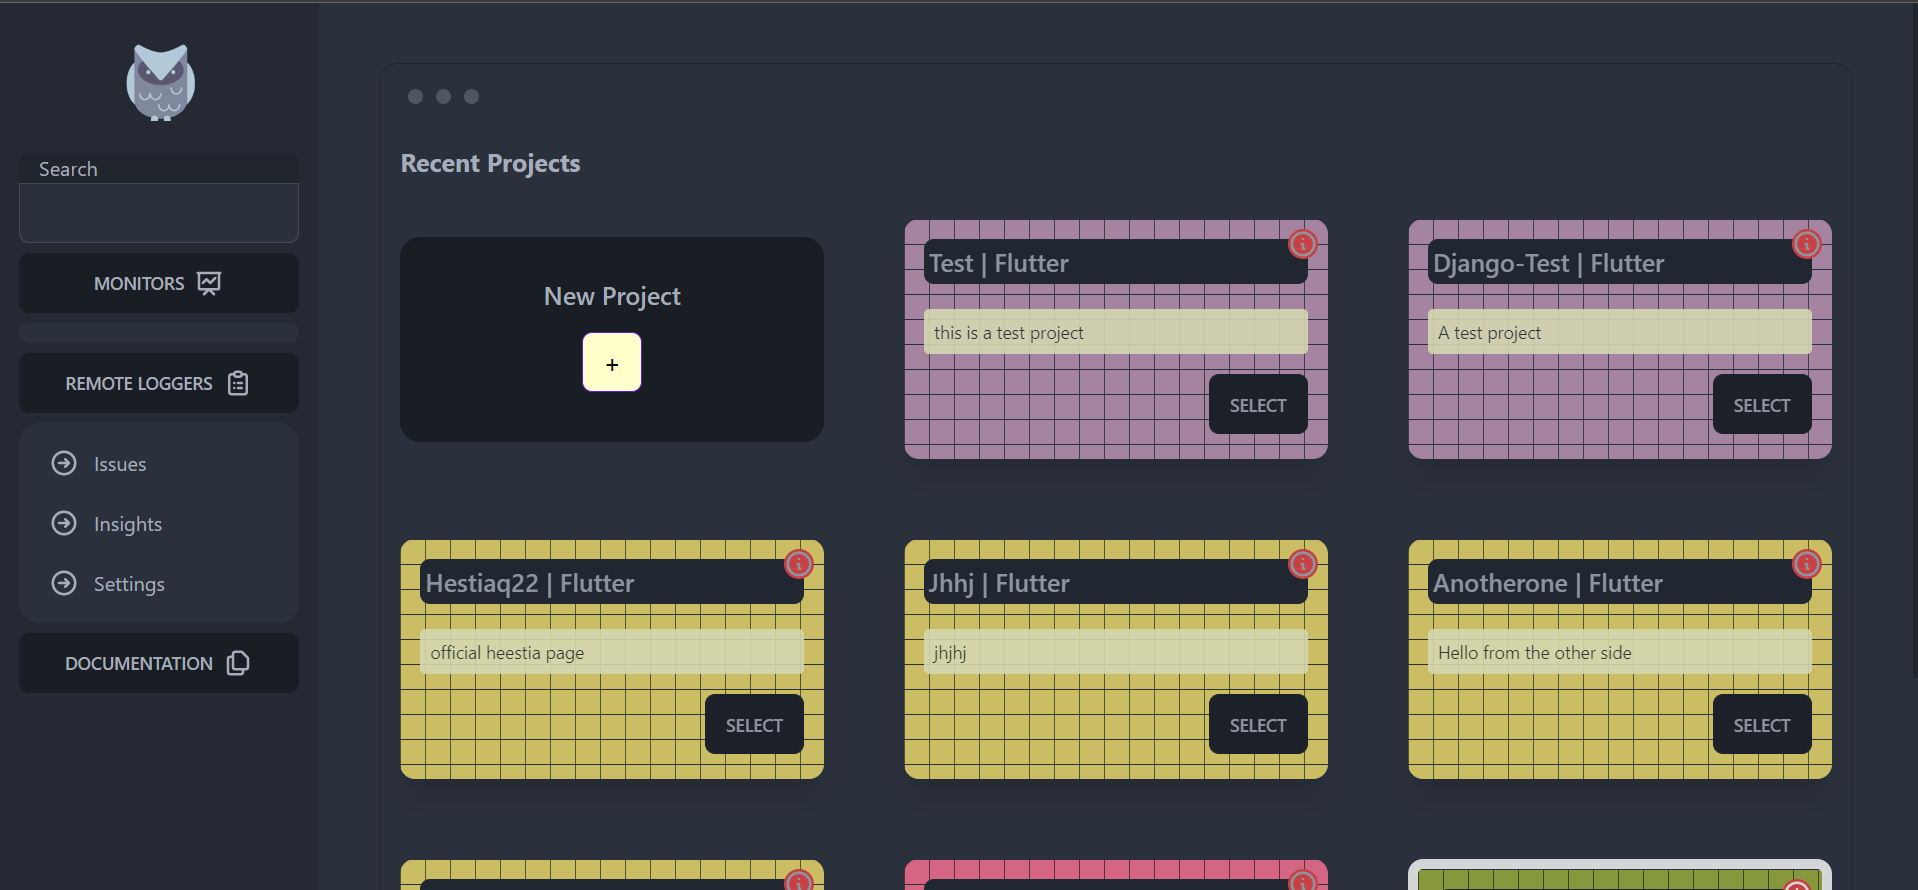 Search
MONITORS
REMOTE LOGGERS
Issues
Insights
Settings
DOCUMENTATION
Recent Projects
New Project
+
Test | Flutter
this is a test project
SELECT
Django-Test | Flutter
A test project
SELECT
Hestiaq22 | Flutter
official heestia page
SELECT
Jhhj | Flutter
jhjhj
SELECT
Anotherone | Flutter
Hello from the other side
SELECT